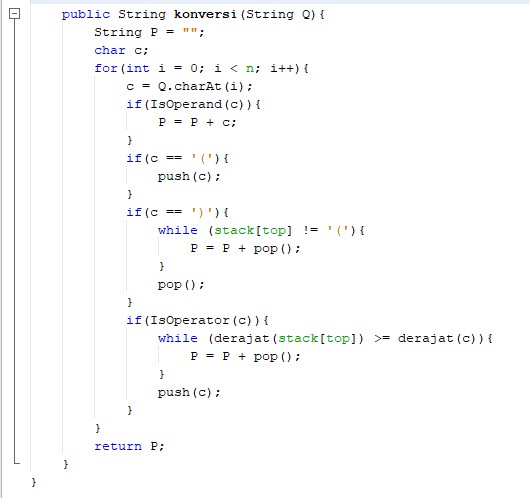 public String konversi(String Q){
String P = "";
char c;
for(int i = 0; i < n; i++){
c = Q.charAt(i);
if(IsOperand(c)){
P = P + c;
}
if(c == '('){
push(c);
}
if(c == ')'){
while (stack[top] != '('){
P = P + pop();
}
pop();
}
if(IsOperator(c)){
while (derajat(stack[top]) >= derajat(c)){
P = P + pop();
}
push(c);
}
}
return P;
}
}